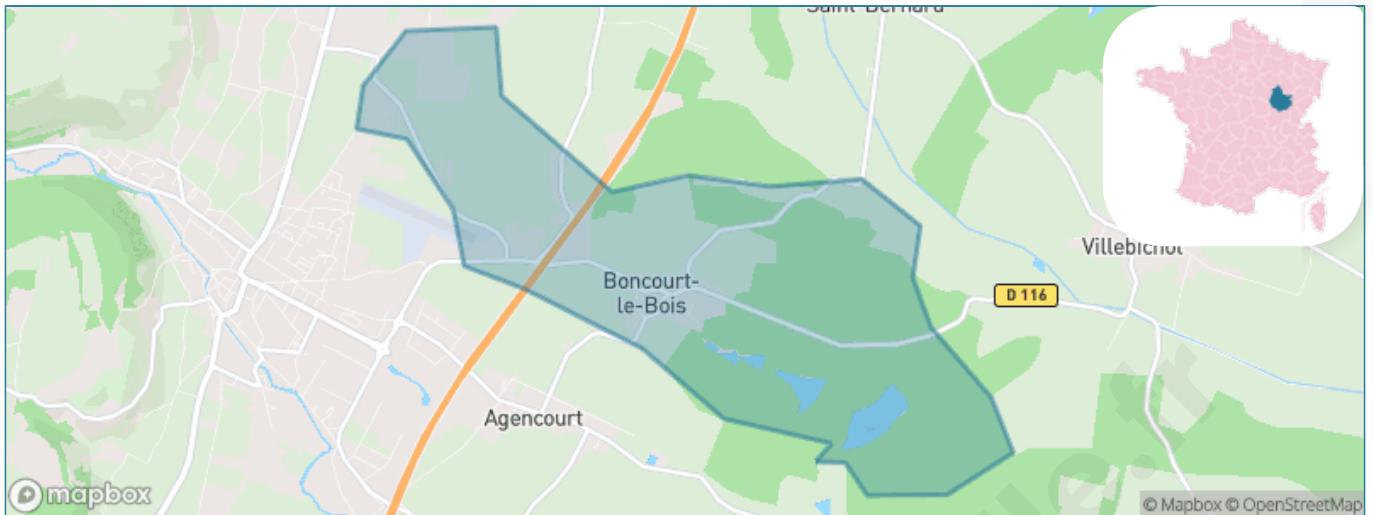 Saint-Bernard
Boncourt-
le-Bois
Villebichot
D 116
Agencourt
mapbox
© Mapbox © OpenStreetMap